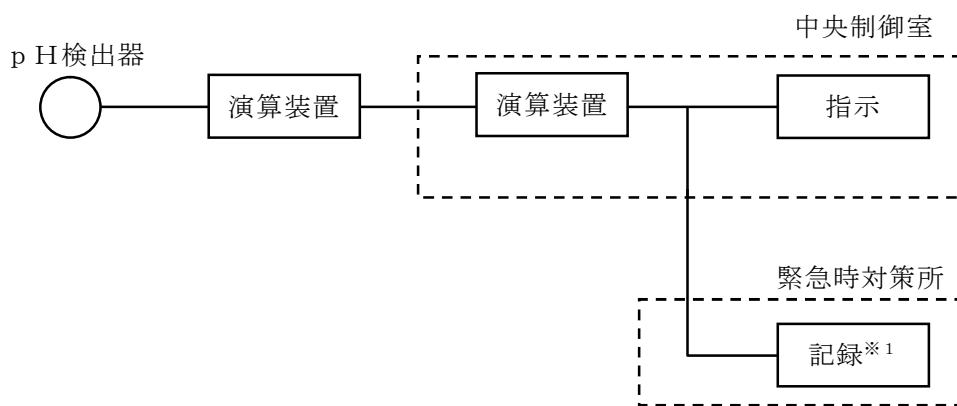 中央制御室
ｐＨ検出器
演算装置
演算装置
指示
緊急時対策所
記録※１